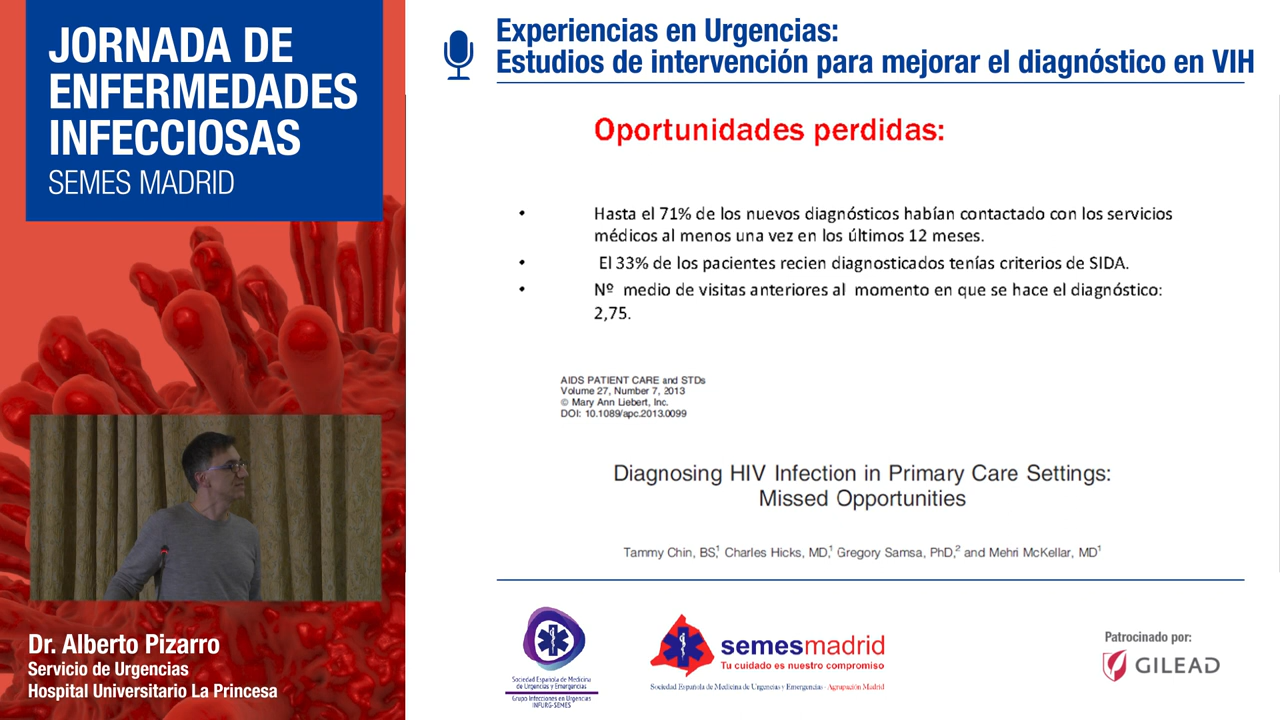 JORNADA DE
ENFERMEDADES
INFECCIOSAS
SEMES MADRID
Dr. Alberto Pizarro
Servicio de Urgencias
Hospital Universitario La Princesa
Experiencias en Urgencias:
Estudios de intervención para mejorar el diagnóstico en VIH
Oportunidades perdidas:
• Hasta el 71% de los nuevos diagnósticos habían contactado con los servicios
médicos al menos una vez en los últimos 12 meses.
• El 33% de los pacientes recien diagnosticados tenías criterios de SIDA.
• Nº medio de visitas anteriores al momento en que se hace el diagnóstico:
2,75.
AIDS PATIENT CARE and STDs
Volume 27, Number 7, 2013
© Mary Ann Liebert, Inc.
DOI: 10.1089/apc.2013.0099
Diagnosing HIV Infection in Primary Care Settings:
Missed Opportunities
Tammy Chin, BS,1 Charles Hicks, MD,1 Gregory Samsa, PhD,2 and Mehri McKellar, MD1
Sociedad Española de Medicina
de Urgencias y Emergencias
Grupo Infecciones en Urgencias
INFURG-SEMES
semesmadrid
Tu cuidado es nuestro compromiso
Sociedad Española de Medicina de Urgencias y Emergencias - Agrupación Madrid
Patrocinado por:
GILEAD